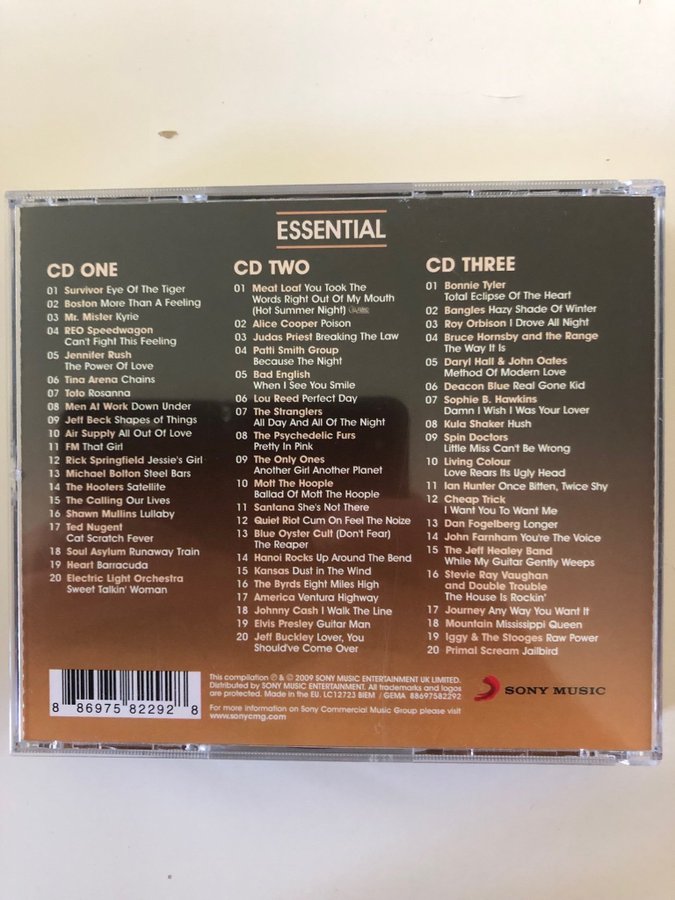 ESSENTIAL
CD ONE
01 Survivor Eye Of The Tiger
02 Boston More Than A Feeling
03 Mr. Mister Kyrie
04 REO Speedwagon
Can't Fight This Feeling
05 Jennifer Rush
The Power Of Love
06 Tina Arena Chains
07 Toto Rosanna
08 Men At Work Down Under
09 Jeff Beck Shapes of Things
10 Air Supply All Out Of Love
11 FM That Girl
12 Rick Springfield Jessie's Girl
13 Michael Bolton Steel Bars
14 The Hooters Satellite
15 The Calling Our Lives
16 Shawn Mullins Lullaby
17 Ted Nugent
Cat Scratch Fever
18 Soul Asylum Runaway Train
19 Heart Barracuda
20 Electric Light Orchestra
Sweet Talkin' Woman
CD TWO
01 Meat Loaf You Took The
Words Right Out Of My Mouth
(Hot Summer Night)
02 Alice Cooper Poison
03 Judas Priest Breaking The Law
04 Patti Smith Group
Because The Night
05 Bad English
When I See You Smile
06 Lou Reed Perfect Day
07 The Stranglers
All Day And All Of The Night
08 The Psychedelic Furs
Pretty In Pink
09 The Only Ones
Another Girl Another Planet
10 Mott The Hoople
Ballad Of Mott The Hoople
11 Santana She's Not There
12 Quiet Riot Cum On Feel The Noize
13 Blue Oyster Cult (Don't Fear)
The Reaper
14 Hanoi Rocks Up Around The Bend
15 Kansas Dust in The Wind
16 The Byrds Eight Miles High
17 America Ventura Highway
18 Johnny Cash I Walk The Line
19 Elvis Presley Guitar Man
20 Jeff Buckley Lover, You
Should've Come Over
CD THREE
01 Bonnie Tyler
Total Eclipse Of The Heart
02 Bangles Hazy Shade Of Winter
03 Roy Orbison I Drove All Night
04 Bruce Hornsby and the Range
The Way It Is
05 Daryl Hall & John Oates
Method Of Modern Love
06 Deacon Blue Real Gone Kid
07 Sophie B. Hawkins
Damn I Wish I Was Your Lover
08 Kula Shaker Hush
09 Spin Doctors
Little Miss Can't Be Wrong
10 Living Colour
Love Rears Its Ugly Head
11 Ian Hunter Once Bitten, Twice Shy
12 Cheap Trick
I Want You To Want Me
13 Dan Fogelberg Longer
14 John Farnham You're The Voice
15 The Jeff Healey Band
While My Guitar Gently Weeps
16 Stevie Ray Vaughan
and Double Trouble
The House Is Rockin'
17 Journey Any Way You Want It
18 Mountain Mississippi Queen
19 Iggy & The Stooges Raw Power
20 Primal Scream Jailbird
8 86975 82292 8
This compilation ℗ & © 2009 SONY MUSIC ENTERTAINMENT UK LIMITED.
Distributed by SONY MUSIC ENTERTAINMENT. All trademarks and logos
are protected. Made in the EU. LC12723 BIEM / GEMA 88697582292
For more information on Sony Commercial Music Group please visit
www.sonycmg.com
SONY MUSIC